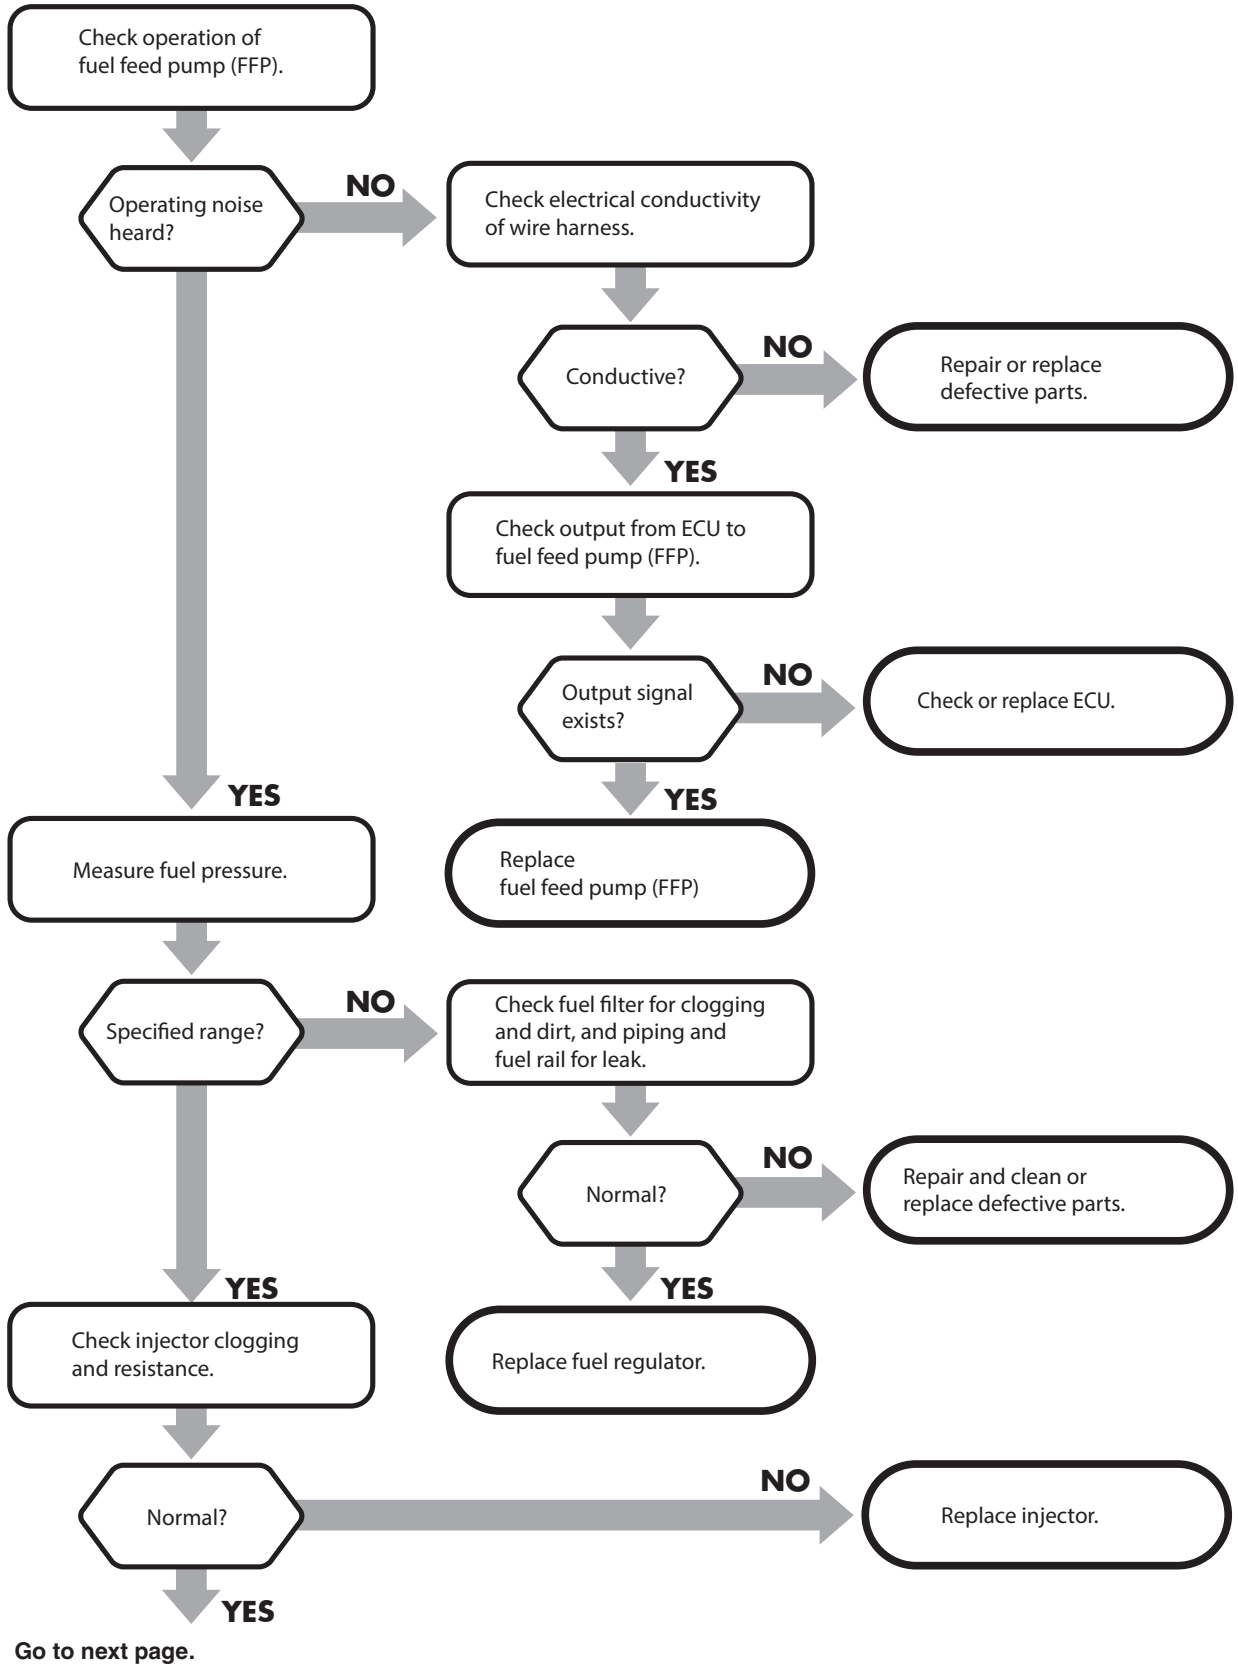 Check operation of
fuel feed pump (FFP).
Operating noise
heard?
NO
Check electrical conductivity
of wire harness.
Conductive?
NO
Repair or replace
defective parts.
YES
Check output from ECU to
fuel feed pump (FFP).
Output signal
exists?
NO
Check or replace ECU.
YES
Replace
fuel feed pump (FFP)
YES
Measure fuel pressure.
Specified range?
NO
Check fuel filter for clogging
and dirt, and piping and
fuel rail for leak.
Normal?
NO
Repair and clean or
replace defective parts.
YES
Replace fuel regulator.
YES
Check injector clogging
and resistance.
Normal?
NO
Replace injector.
YES
Go to next page.